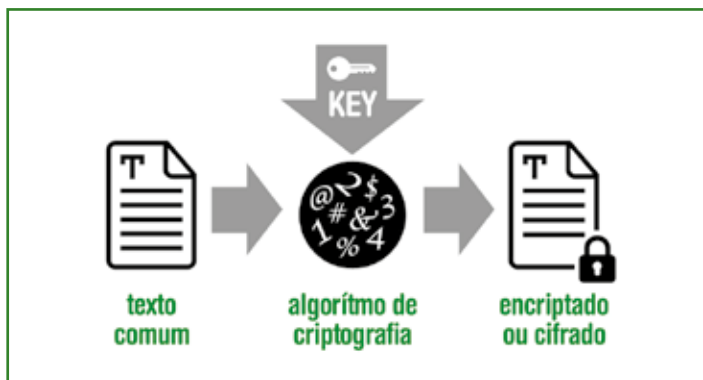 KEY
T
@ 2 $
# & 3
1 % 4
T
texto
comum
algorítmo de
criptografia
encriptado
ou cifrado